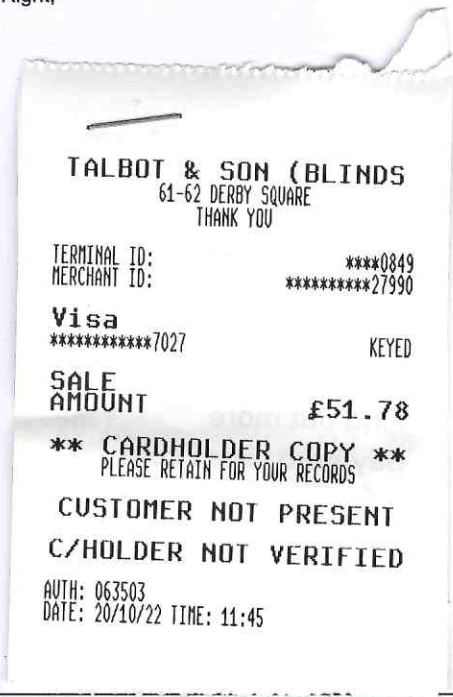 Right,
TALBOT & SON (BLINDS
61-62 DERBY SQUARE
THANK YOU
TERMINAL ID: ****0849
MERCHANT ID: **********27990
Visa
************7027 KEYED
SALE
AMOUNT £51.78
** CARDHOLDER COPY **
PLEASE RETAIN FOR YOUR RECORDS
CUSTOMER NOT PRESENT
C/HOLDER NOT VERIFIED
AUTH: 063503
DATE: 20/10/22 TIME: 11:45